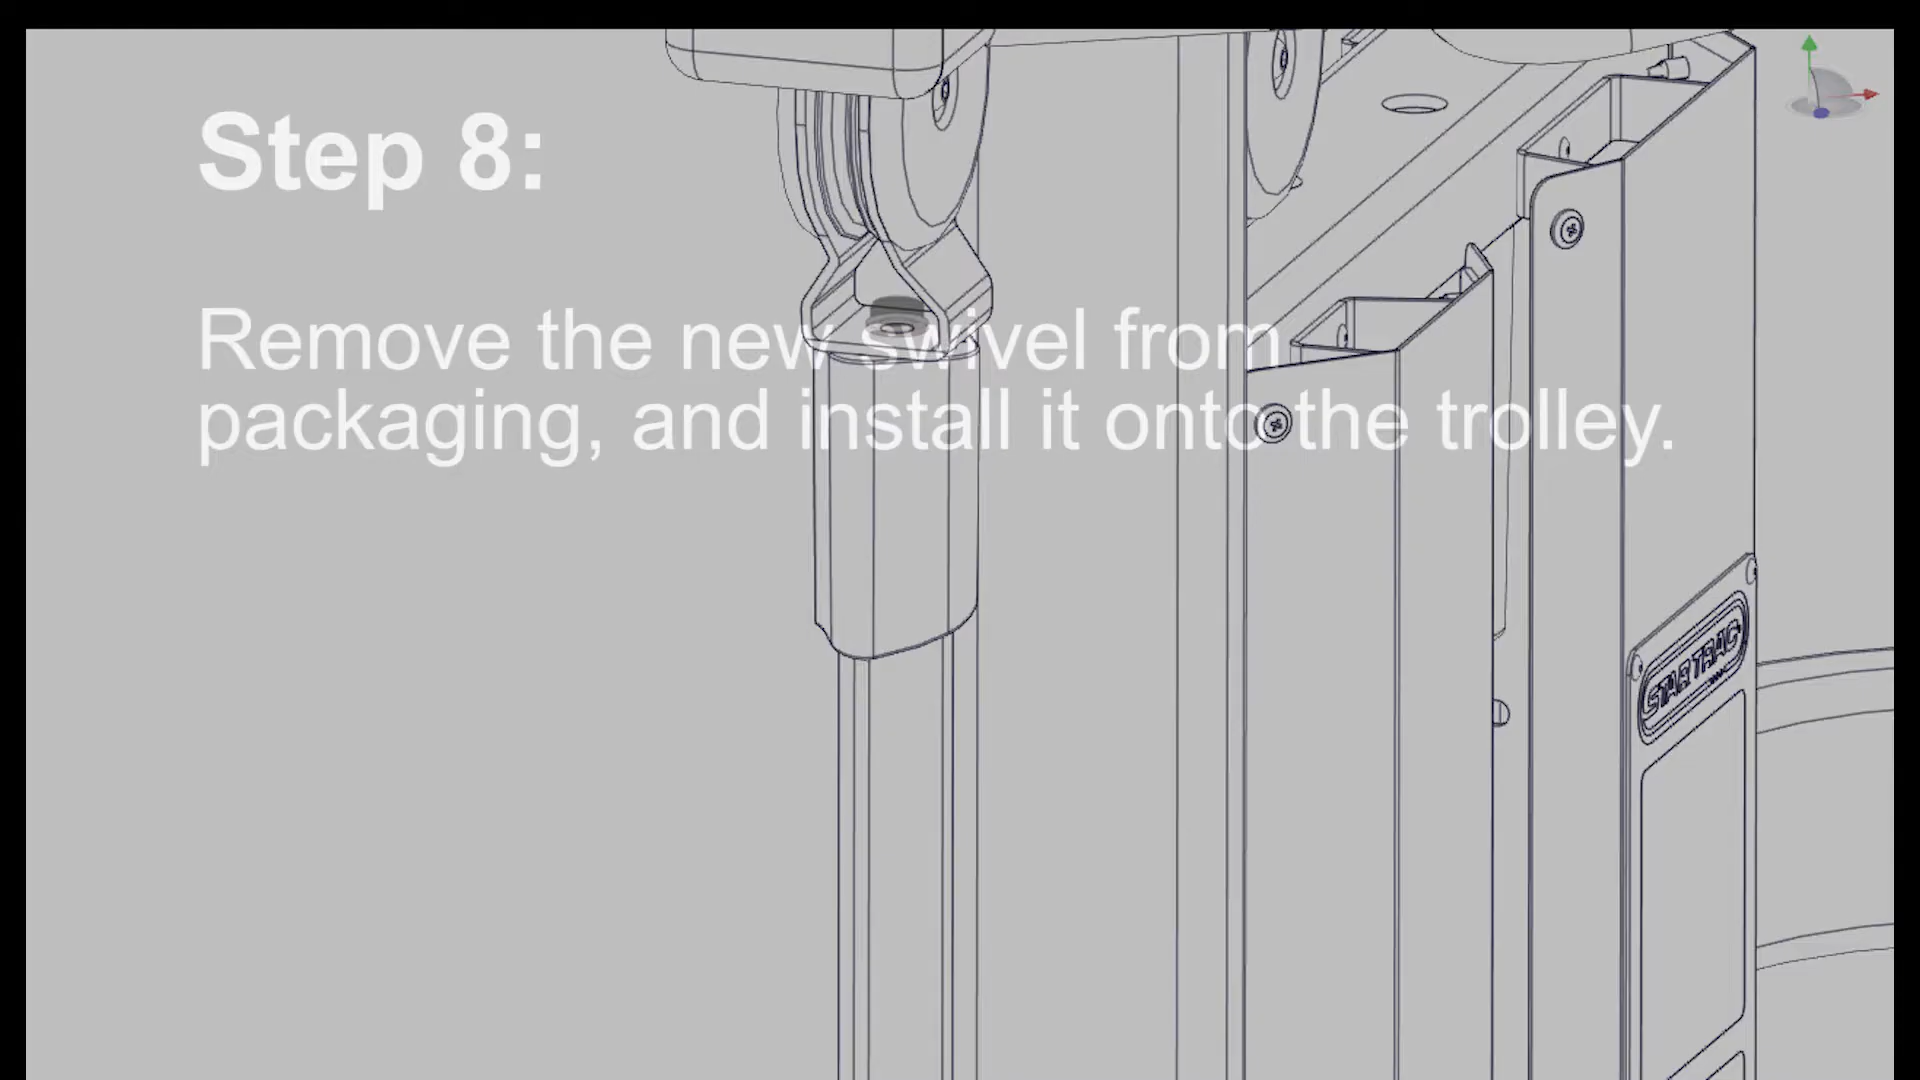 Step 8:
Remove the new swivel from
packaging, and install it onto the trolley.
STAR TRAC